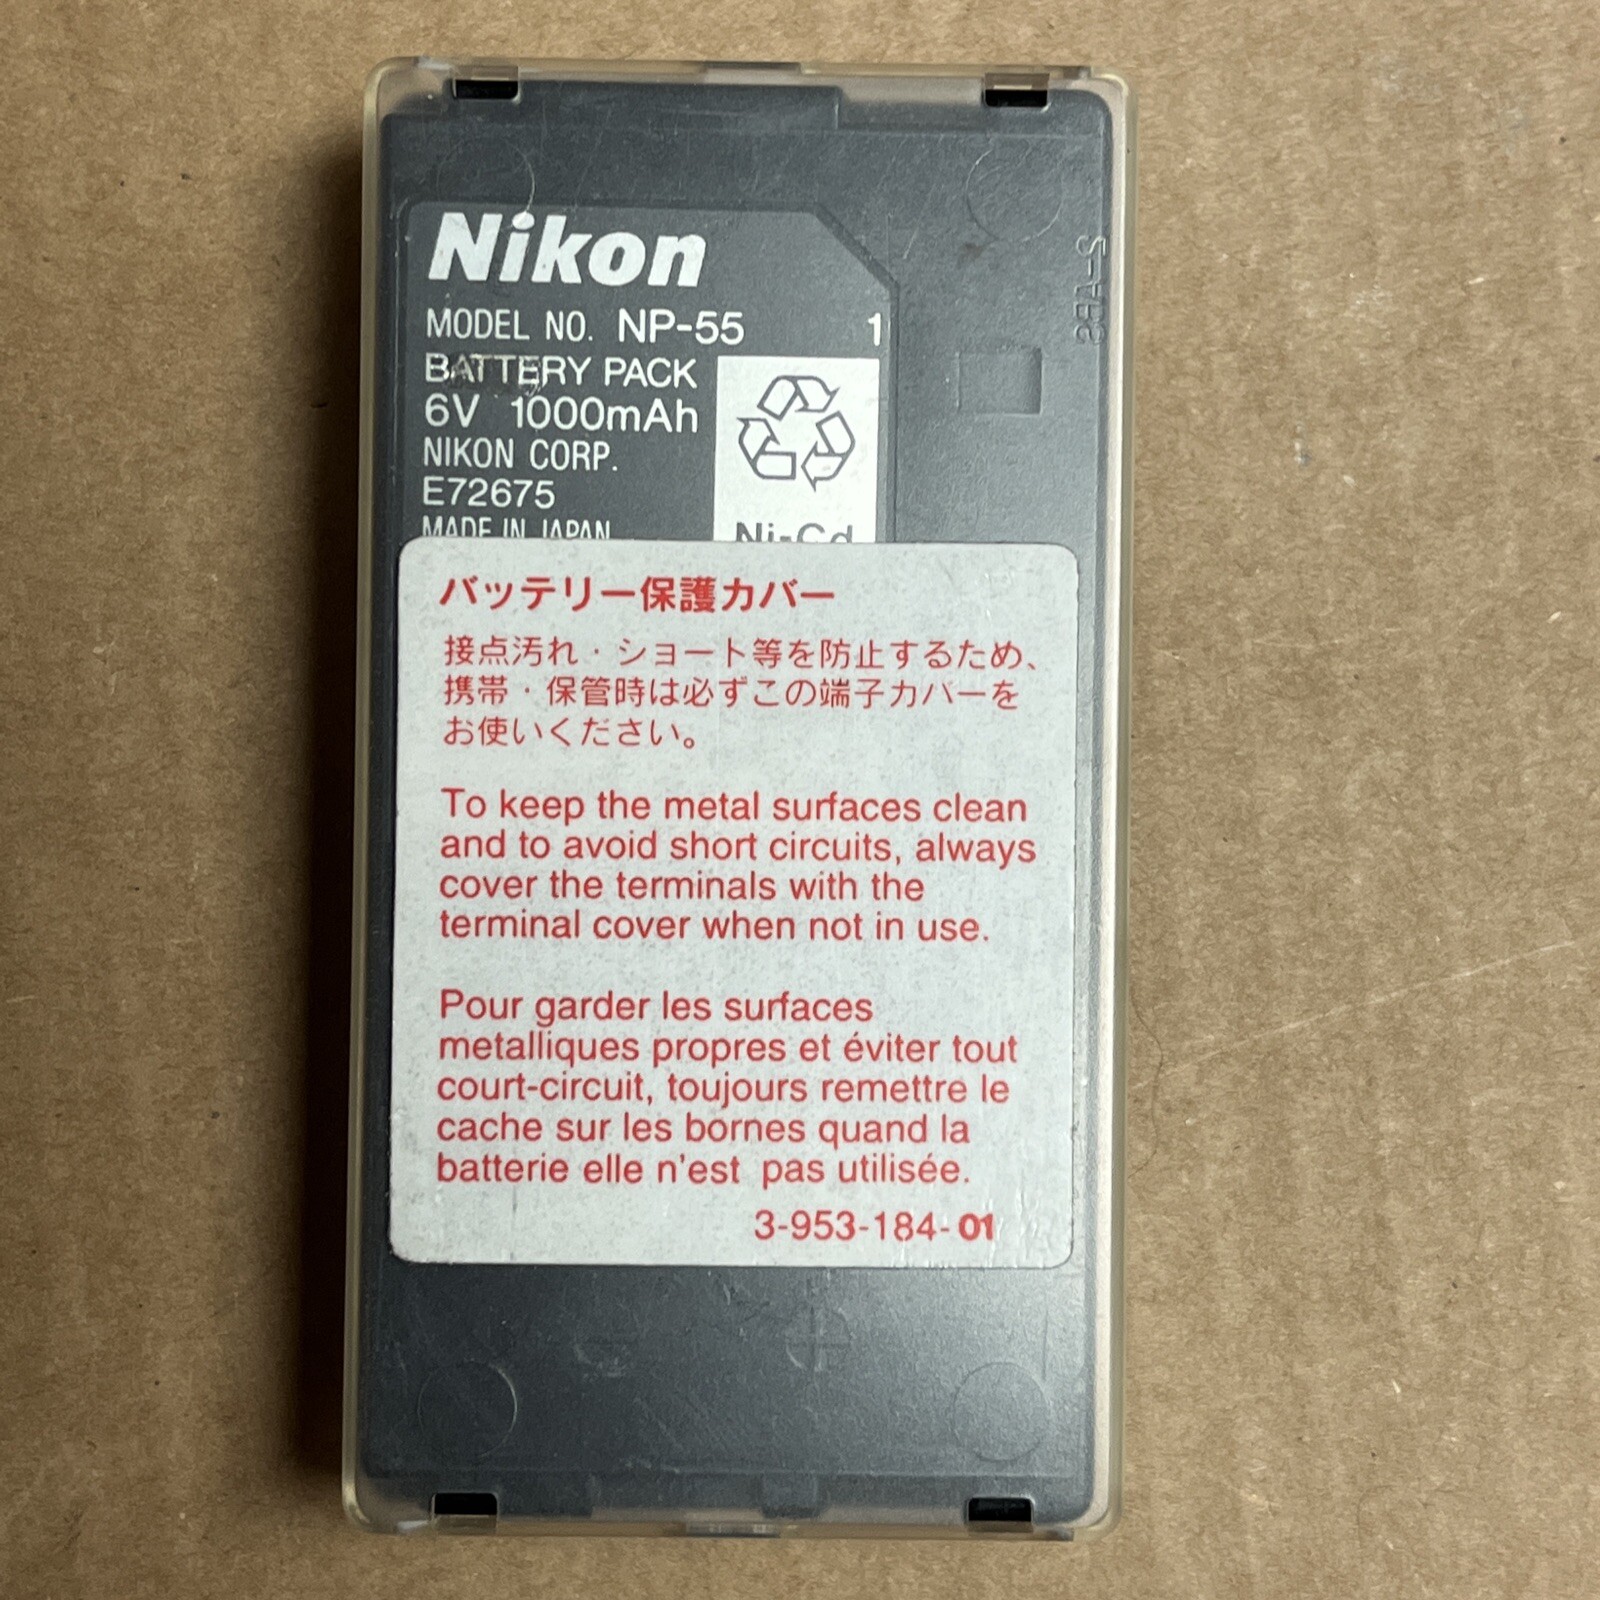 Nikon
MODEL NO. NP-55 1
BATTERY PACK
6V 1000mAh
NIKON CORP.
E72675
MADE IN JAPAN
Ni-Cd
バッテリー保護カバー
接点汚れ・ショート等を防止するため、
携帯・保管時は必ずこの端子カバーを
お使いください。
To keep the metal surfaces clean
and to avoid short circuits, always
cover the terminals with the
terminal cover when not in use.
Pour garder les surfaces
metalliques propres et éviter tout
court-circuit, toujours remettre le
cache sur les bornes quand la
batterie elle n'est pas utilisée.
3-953-184-01